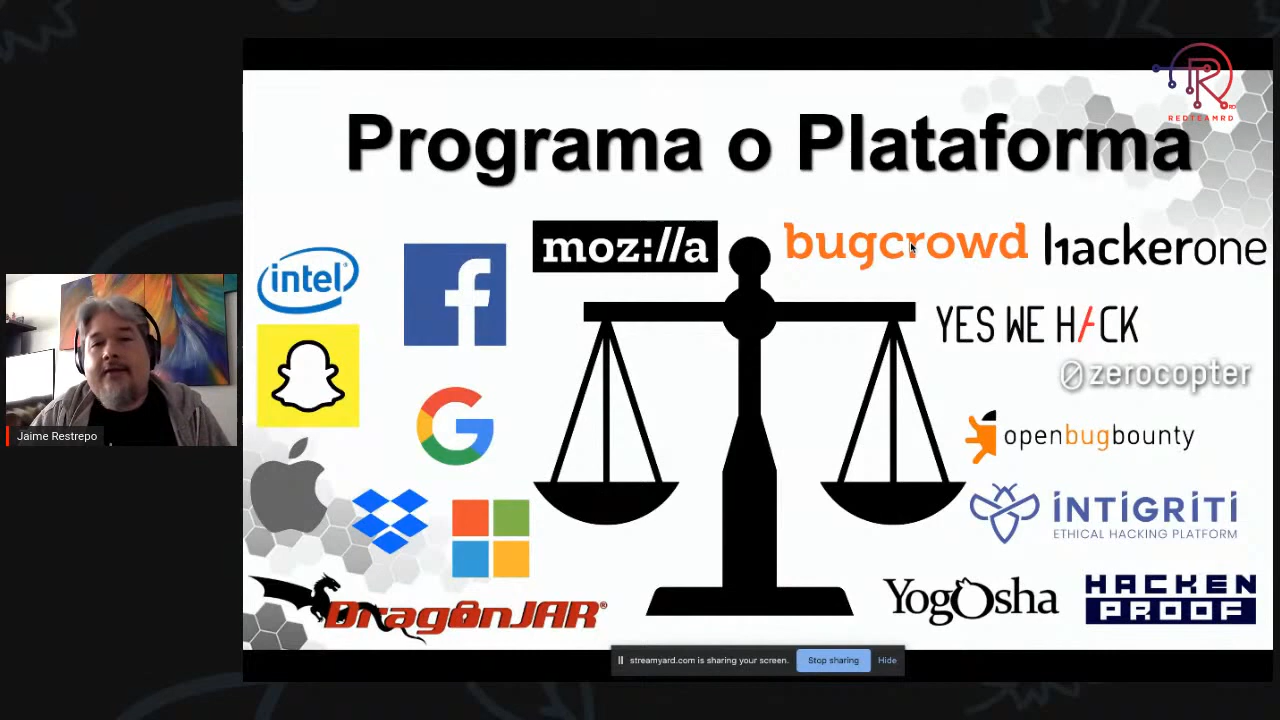 REDTEAMRD
Programa o Plataforma
moz://a
bugcrowd
hackerone
intel
YES WE HACK
zerocopter
openbugbounty
INTIGRITI
ETHICAL HACKING PLATFORM
Jaime Restrepo
DragonJAR®
YogOsha
HACKEN
PROOF
streamyard.com is sharing your screen.
Stop sharing
Hide